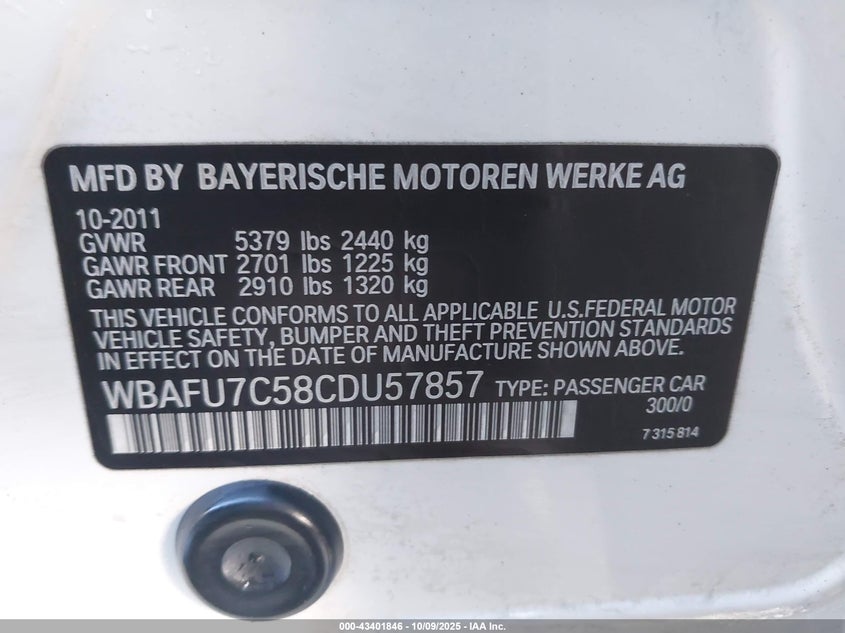 MFD BY BAYERISCHE MOTOREN WERKE AG
10-2011
GVWR 5379 lbs 2440 kg
GAWR FRONT 2701 lbs 1225 kg
GAWR REAR 2910 lbs 1320 kg
THIS VEHICLE CONFORMS TO ALL APPLICABLE U.S.FEDERAL MOTOR
VEHICLE SAFETY, BUMPER AND THEFT PREVENTION STANDARDS
IN EFFECT ON THE DATE OF MANUFACTURE SHOWN ABOVE.
WBAFU7C58CDU57857 TYPE: PASSENGER CAR
300/0
7 315 814
000-43401846 - 10/09/2025 - IAA Inc.